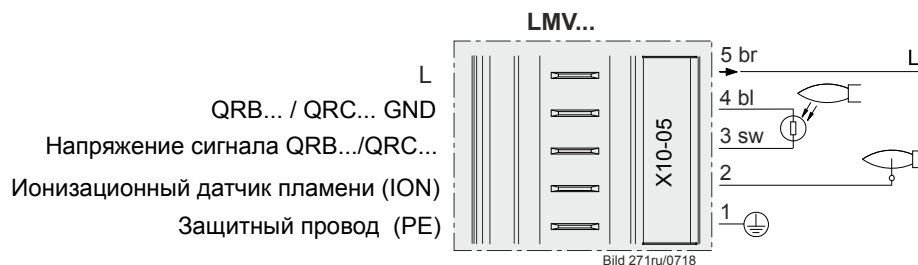 LMV...
L
QRB... / QRC... GND
Напряжение сигнала QRB.../QRC...
Ионизационный датчик пламени (ION)
Защитный провод (PE)
X10-05
5 br
L
4 bl
3 sw
2
1
Bild 271ru/0718